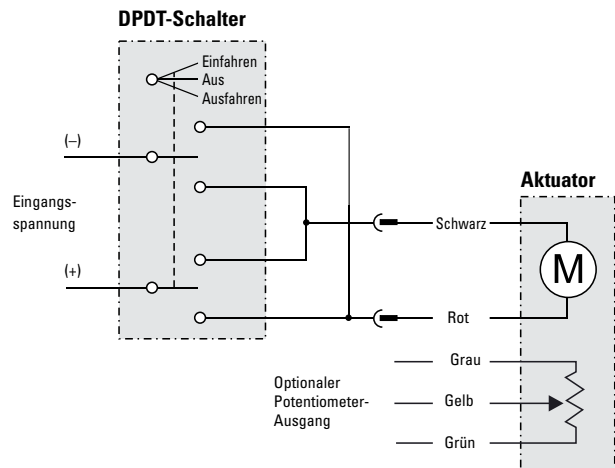 DPDT-Schalter
Einfahren
Aus
Ausfahren
(–)
Eingangs-
spannung
(+)
Aktuator
Schwarz
M
Rot
Grau
Optionaler
Potentiometer-
Ausgang
Gelb
Grün